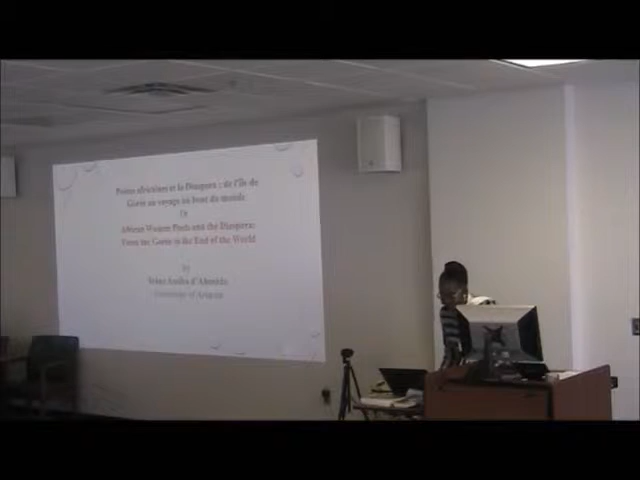 Poètes africaines et la Diaspora : de l'île de
Gorée au voyage au bout du monde
Or
African Women Poets and the Diaspora:
From the Gorée to the End of the World
by
Irène Assiba d'Almeida
University of Arizona